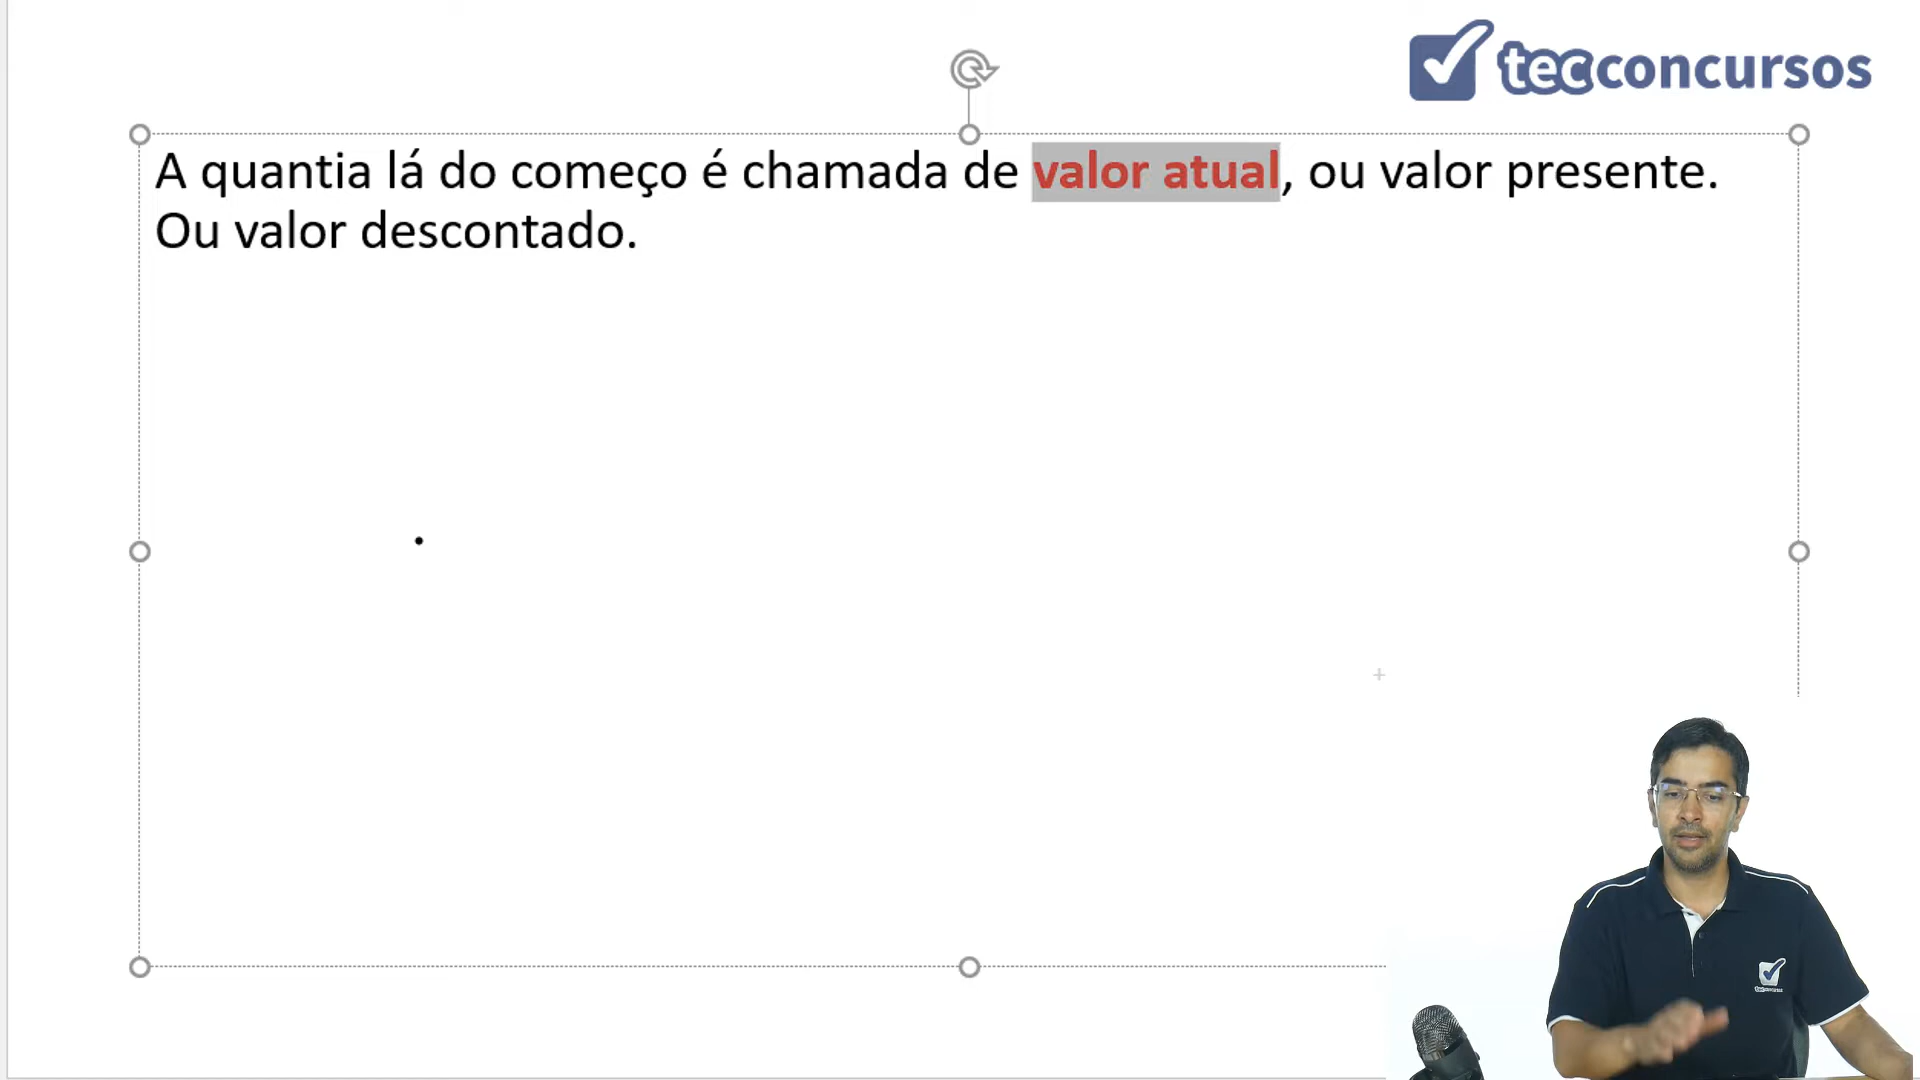 tecconcursos
A quantia lá do começo é chamada de valor atual, ou valor presente.
Ou valor descontado.